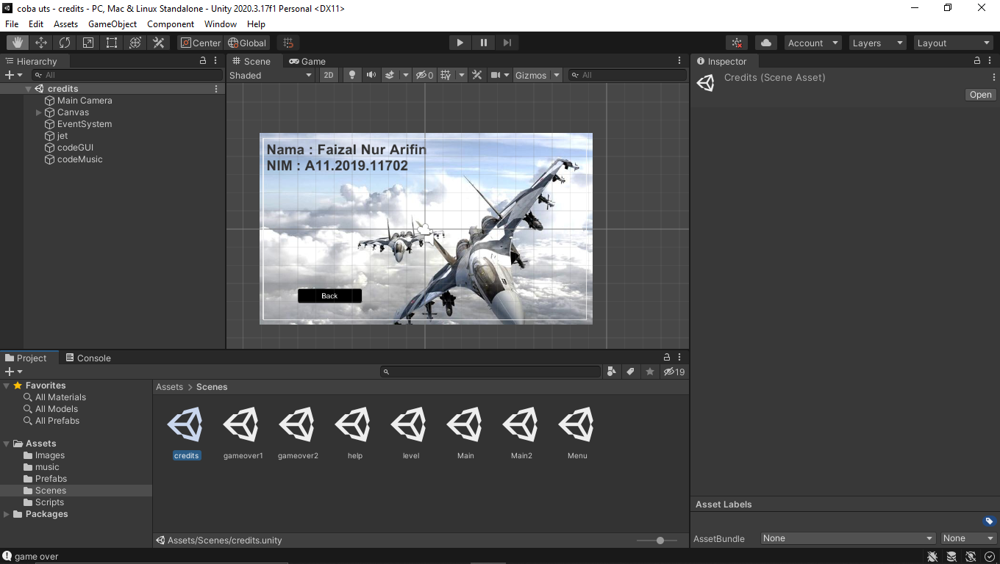 coba uts - credits - PC, Mac & Linux Standalone - Unity 2020.3.17f1 Personal <DX11>
File Edit Assets GameObject Component Window Help
Center Global Account Layers Layout
Hierarchy
All
credits
Main Camera
Canvas
EventSystem
jet
codeGUI
codeMusic
Scene Game
Shaded 2D 0 Gizmos All
Nama : Faizal Nur Arifin
NIM : A11.2019.11702
Back
Inspector
Credits (Scene Asset)
Open
Project Console
19
Favorites
All Materials
All Models
All Prefabs
Assets
Images
music
Prefabs
Scenes
Scripts
Packages
Assets > Scenes
credits gameover1 gameover2 help level Main Main2 Menu
Assets/Scenes/credits.unity
Asset Labels
AssetBundle None None
game over